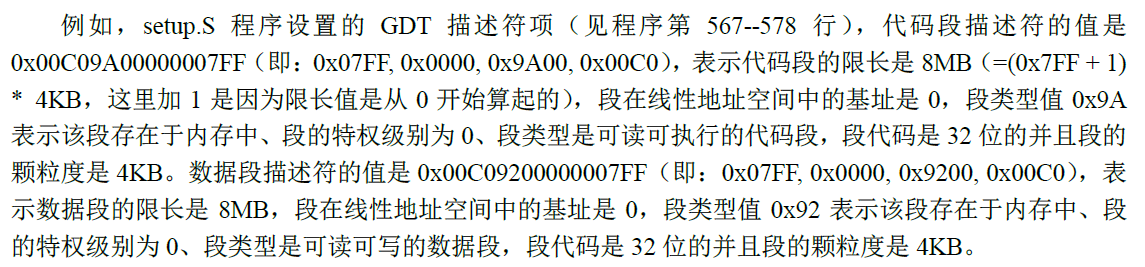 例如，setup.S 程序设置的 GDT 描述符项（见程序第 567--578 行），代码段描述符的值是
0x00C09A00000007FF（即：0x07FF, 0x0000, 0x9A00, 0x00C0），表示代码段的限长是 8MB（=(0x7FF + 1)
* 4KB，这里加 1 是因为限长值是从 0 开始算起的），段在线性地址空间中的基址是 0，段类型值 0x9A
表示该段存在于内存中、段的特权级别为 0、段类型是可读可执行的代码段，段代码是 32 位的并且段的
颗粒度是 4KB。数据段描述符的值是 0x00C09200000007FF（即：0x07FF, 0x0000, 0x9200, 0x00C0），表
示数据段的限长是 8MB，段在线性地址空间中的基址是 0，段类型值 0x92 表示该段存在于内存中、段
的特权级别为 0、段类型是可读可写的数据段，段代码是 32 位的并且段的颗粒度是 4KB。